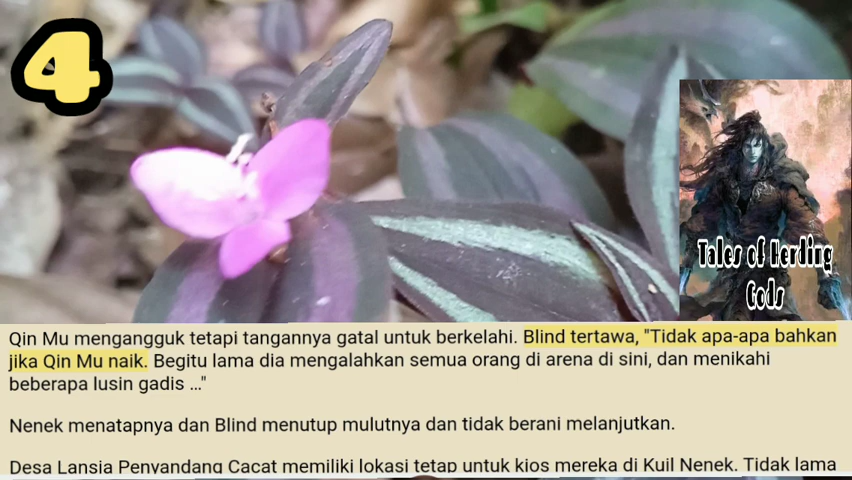 4
Tales of Herding
Gods
Qin Mu mengangguk tetapi tangannya gatal untuk berkelahi. Blind tertawa, "Tidak apa-apa bahkan
jika Qin Mu naik. Begitu lama dia mengalahkan semua orang di arena di sini, dan menikahi
beberapa lusin gadis ..."
Nenek menatapnya dan Blind menutup mulutnya dan tidak berani melanjutkan.
Desa Lansia Penyandang Cacat memiliki lokasi tetap untuk kios mereka di Kuil Nenek. Tidak lama